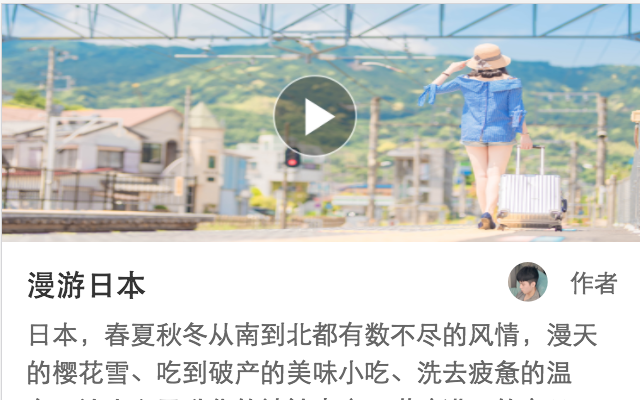 漫游日本
作者
日本，春夏秋冬从南到北都有数不尽的风情，漫天
的樱花雪、吃到破产的美味小吃、洗去疲惫的温